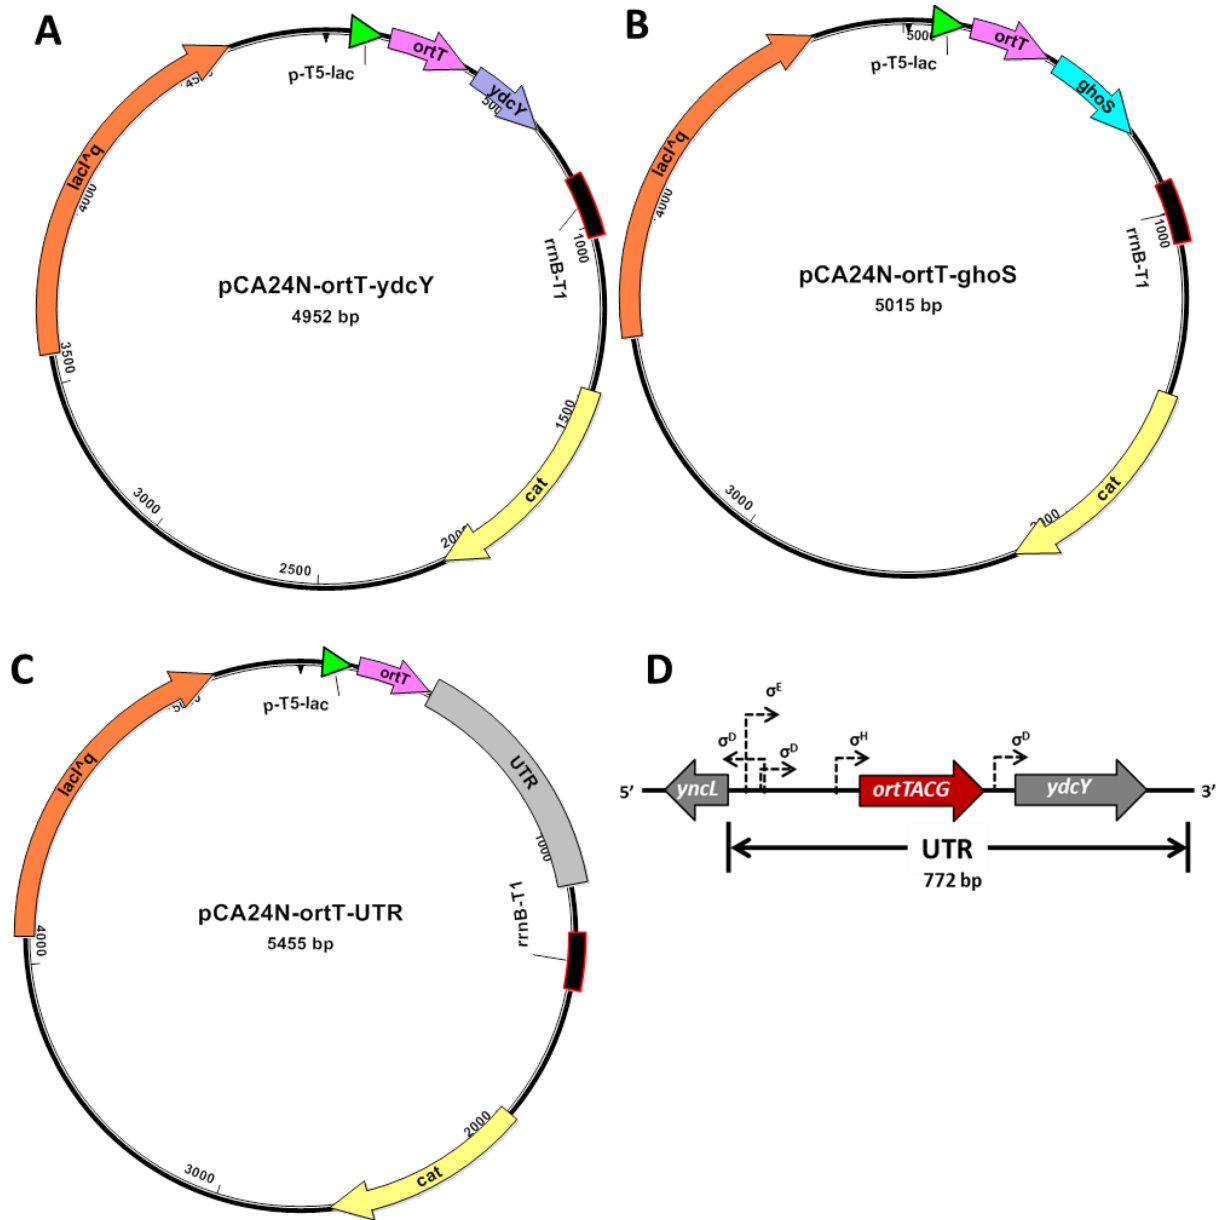 A
p-T5-lac
ortT
ydcY
500
rrnB-T1
1000
1500
cat
2000
2500
3000
3500
lacI^q
4000
pCA24N-ortT-ydcY
4952 bp
B
5000
p-T5-lac
ortT
ghoS
rrnB-T1
1000
cat
3000
lacI^q
4000
pCA24N-ortT-ghoS
5015 bp
C
p-T5-lac
ortT
UTR
1000
rrnB-T1
2000
cat
3000
4000
lacI^q
pCA24N-ortT-UTR
5455 bp
D
σE
σD
σD
σH
σD
5’
yncL
ortTACG
ydcY
3’
UTR
772 bp